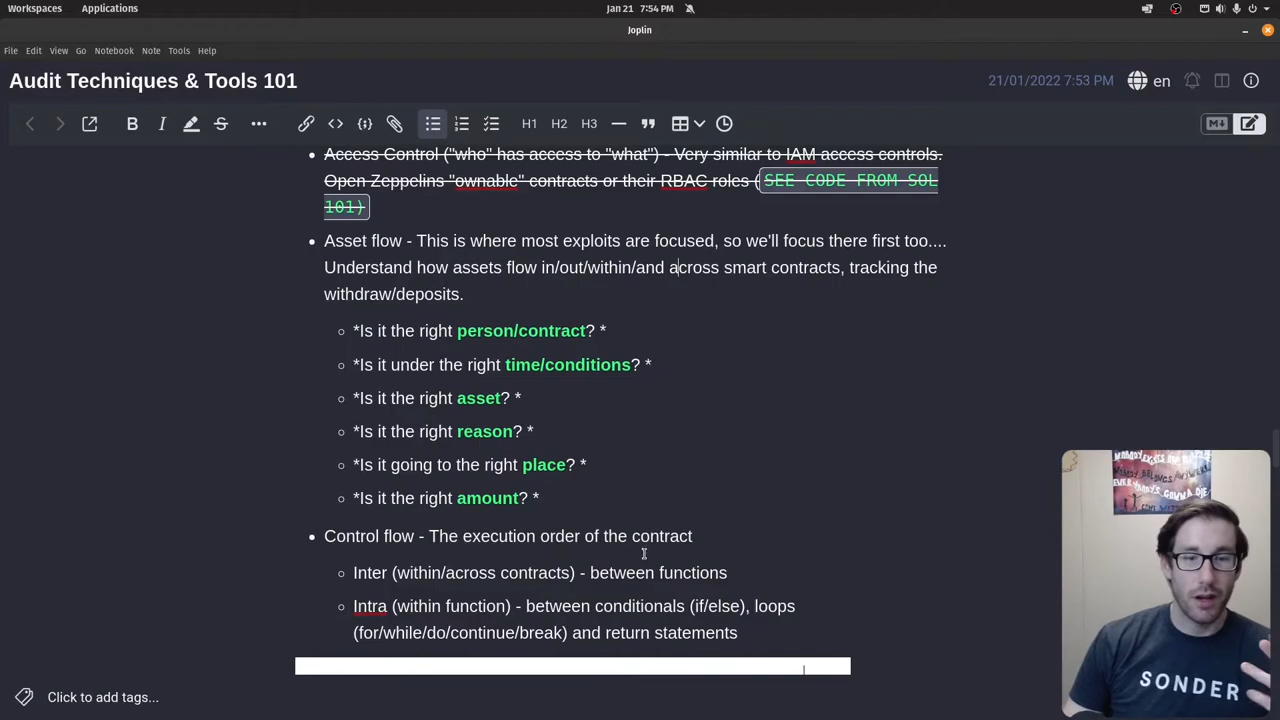 Workspaces Applications Jan 21 7:54 PM
Joplin
File Edit View Go Notebook Note Tools Help
Audit Techniques & Tools 101 21/01/2022 7:53 PM en
B I S H1 H2 H3 M
Access Control ("who" has access to "what") - Very similar to IAM access controls.
Open Zeppelins "ownable" contracts or their RBAC roles (SEE CODE FROM SOL
101)
Asset flow - This is where most exploits are focused, so we'll focus there first too....
Understand how assets flow in/out/within/and across smart contracts, tracking the
withdraw/deposits.
*Is it the right person/contract? *
*Is it under the right time/conditions? *
*Is it the right asset? *
*Is it the right reason? *
*Is it going to the right place? *
*Is it the right amount? *
Control flow - The execution order of the contract
Inter (within/across contracts) - between functions
Intra (within function) - between conditionals (if/else), loops
(for/while/do/continue/break) and return statements
Click to add tags...
NOBODY EXISTS
NOBODY BELONGS
GONNA DIE
SONDER